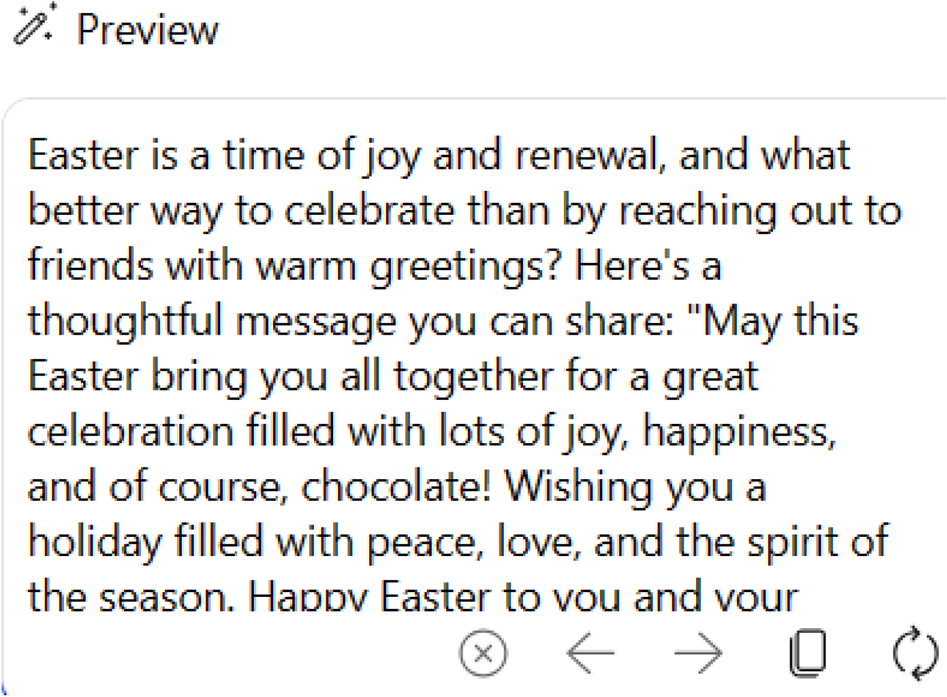 Preview
Easter is a time of joy and renewal, and what
better way to celebrate than by reaching out to
friends with warm greetings? Here's a
thoughtful message you can share: "May this
Easter bring you all together for a great
celebration filled with lots of joy, happiness,
and of course, chocolate! Wishing you a
holiday filled with peace, love, and the spirit of
the season. Happy Easter to you and your